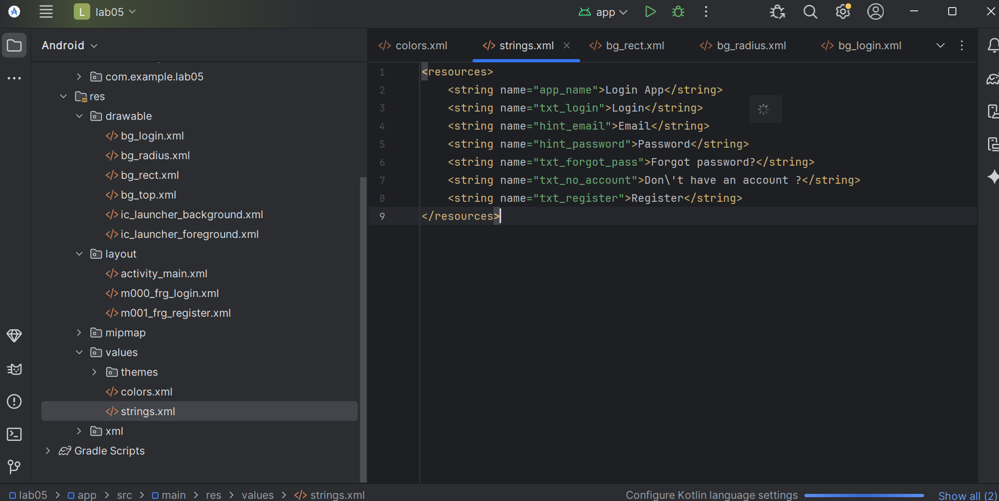 L lab05
app
Android
colors.xml
strings.xml
bg_rect.xml
bg_radius.xml
bg_login.xml
com.example.lab05
res
drawable
bg_login.xml
bg_radius.xml
bg_rect.xml
bg_top.xml
ic_launcher_background.xml
ic_launcher_foreground.xml
layout
activity_main.xml
m000_frg_login.xml
m001_frg_register.xml
mipmap
values
themes
colors.xml
strings.xml
xml
Gradle Scripts
1 <resources>
2     <string name="app_name">Login App</string>
3     <string name="txt_login">Login</string>
4     <string name="hint_email">Email</string>
5     <string name="hint_password">Password</string>
6     <string name="txt_forgot_pass">Forgot password?</string>
7     <string name="txt_no_account">Don\'t have an account ?</string>
8     <string name="txt_register">Register</string>
9 </resources>
lab05 > app > src > main > res > values > </> strings.xml
Configure Kotlin language settings
Show all (2)